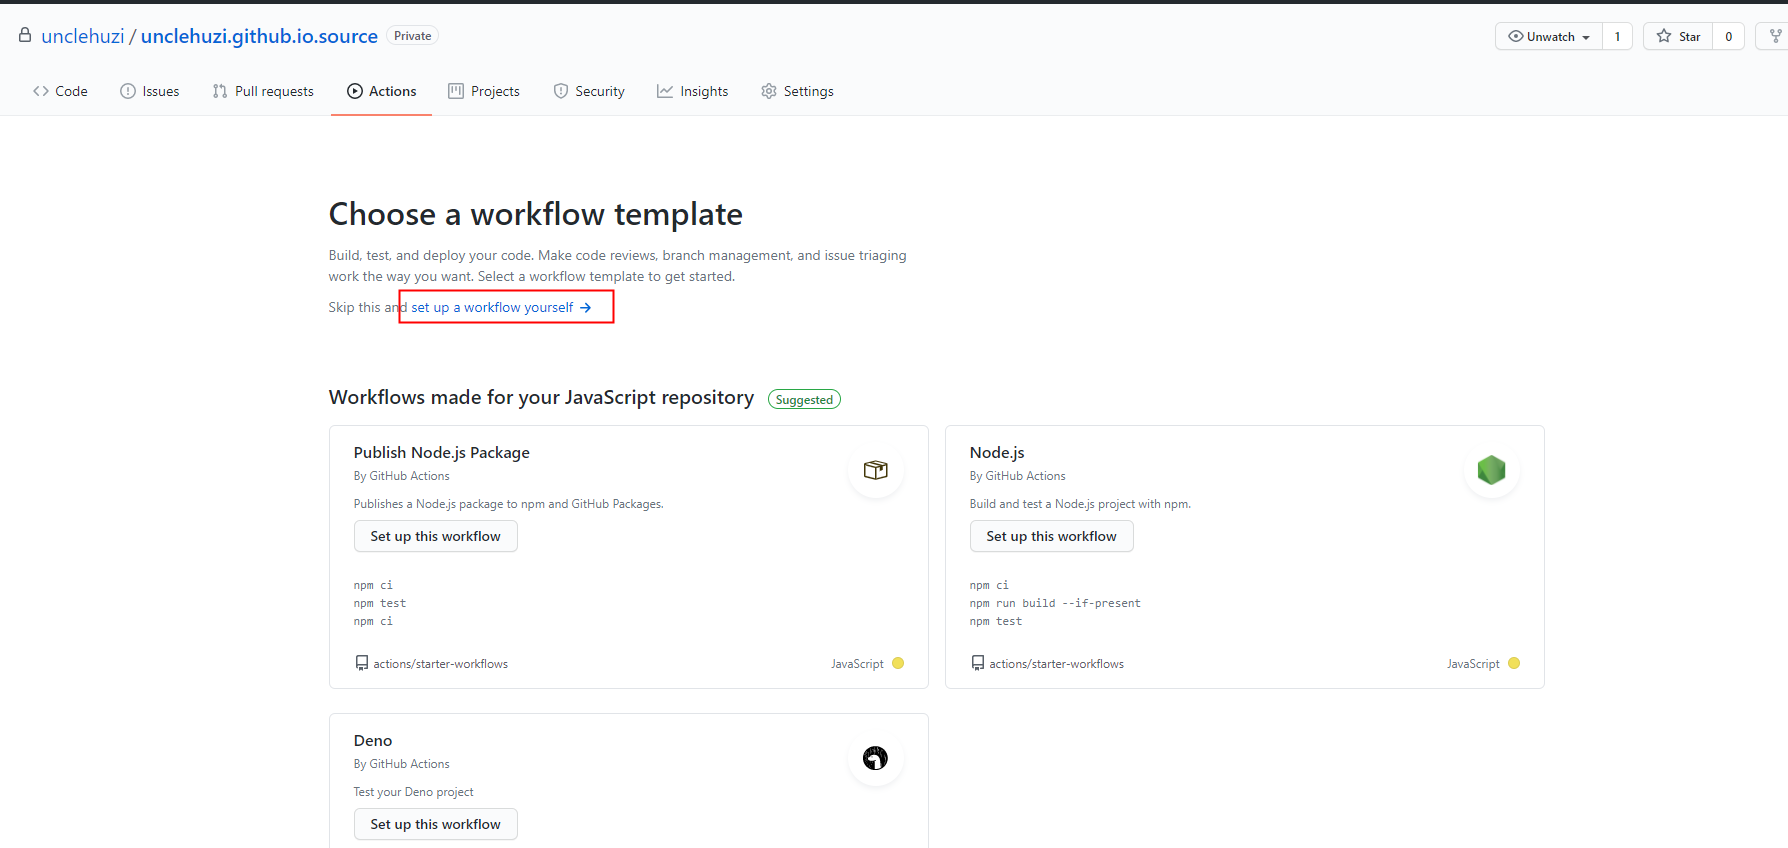 unclehuzi / unclehuzi.github.io.source Private
Unwatch 1 Star 0
Code Issues Pull requests Actions Projects Security Insights Settings
Choose a workflow template
Build, test, and deploy your code. Make code reviews, branch management, and issue triaging
work the way you want. Select a workflow template to get started.
Skip this and set up a workflow yourself →
Workflows made for your JavaScript repository Suggested
Publish Node.js Package
By GitHub Actions
Publishes a Node.js package to npm and GitHub Packages.
Set up this workflow
npm ci
npm test
npm ci
actions/starter-workflows JavaScript
Node.js
By GitHub Actions
Build and test a Node.js project with npm.
Set up this workflow
npm ci
npm run build --if-present
npm test
actions/starter-workflows JavaScript
Deno
By GitHub Actions
Test your Deno project
Set up this workflow